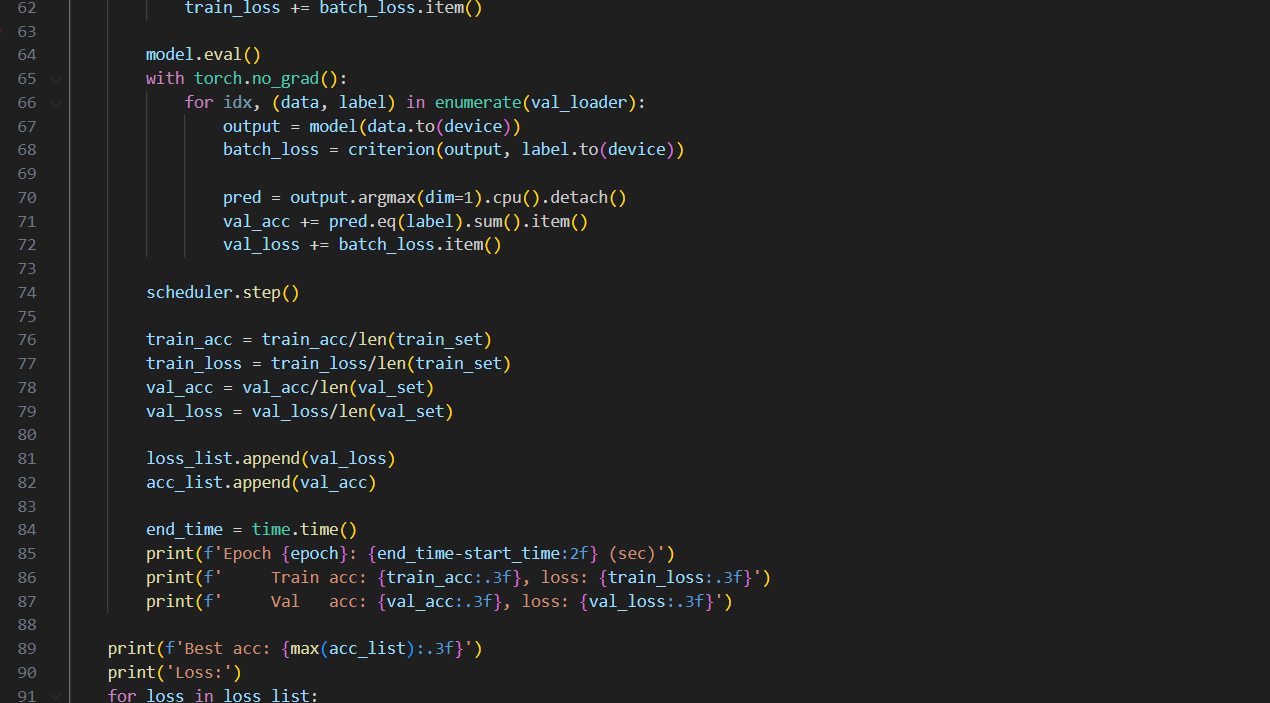 62 train_loss += batch_loss.item()
63
64 model.eval()
65 with torch.no_grad():
66 for idx, (data, label) in enumerate(val_loader):
67 output = model(data.to(device))
68 batch_loss = criterion(output, label.to(device))
69
70 pred = output.argmax(dim=1).cpu().detach()
71 val_acc += pred.eq(label).sum().item()
72 val_loss += batch_loss.item()
73
74 scheduler.step()
75
76 train_acc = train_acc/len(train_set)
77 train_loss = train_loss/len(train_set)
78 val_acc = val_acc/len(val_set)
79 val_loss = val_loss/len(val_set)
80
81 loss_list.append(val_loss)
82 acc_list.append(val_acc)
83
84 end_time = time.time()
85 print(f'Epoch {epoch}: {end_time-start_time:2f} (sec)')
86 print(f'     Train acc: {train_acc:.3f}, loss: {train_loss:.3f}')
87 print(f'     Val   acc: {val_acc:.3f}, loss: {val_loss:.3f}')
88
89 print(f'Best acc: {max(acc_list):.3f}')
90 print('Loss:')
91 for loss in loss_list: